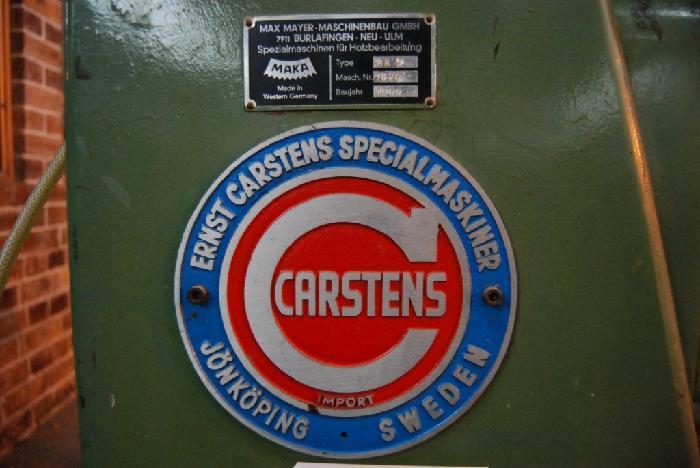 MAX MAYER-MASCHINENBAU GMBH
7911 BURLAFINGEN-NEU-ULM
Spezialmaschinen für Holzbearbeitung
MAKA
Type
Masch. Nr.
Made in
Western Germany
Baujahr
ERNST CARSTENS SPECIALMASKINER
CARSTENS
IMPORT
JÖNKÖPING SWEDEN